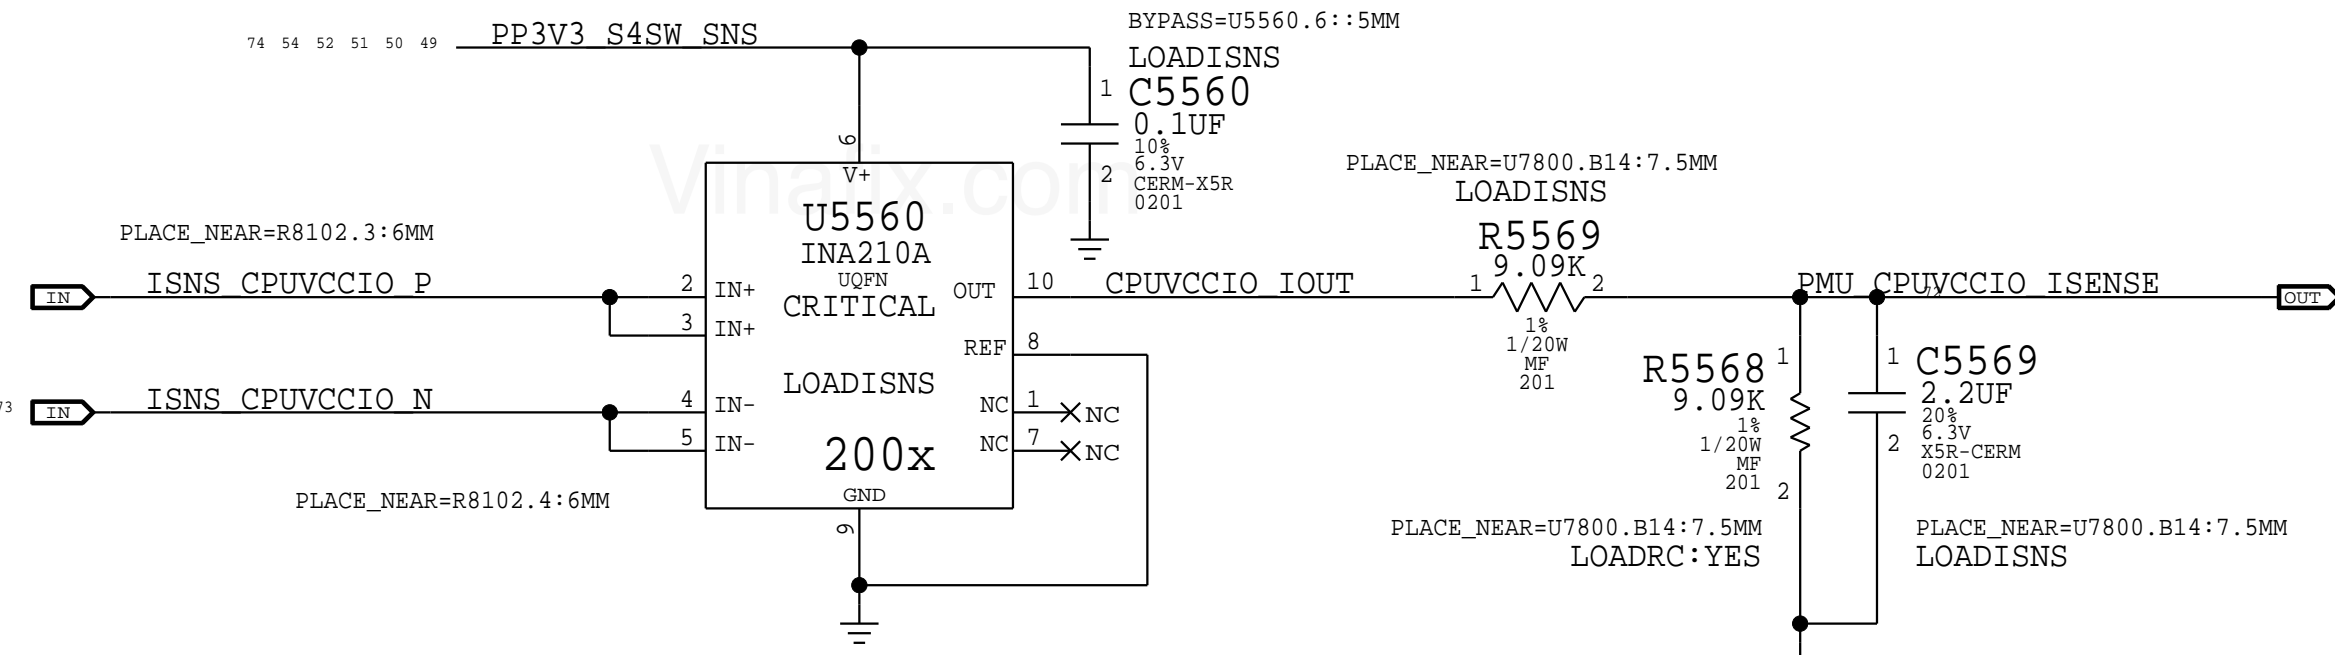 BYPASS=U5560.6::5MM
74 54 52 51 50 49
PP3V3_S4SW_SNS
LOADISNS
1
C5560
0.1UF
10%
6.3V
2
CERM-X5R
0201
6
V+
Vinafix.com
U5560
INA210A
UQFN
CRITICAL
LOADISNS
200x
GND
9
PLACE_NEAR=R8102.3:6MM
IN
ISNS_CPUVCCIO_P
2
IN+
3
IN+
73
IN
ISNS_CPUVCCIO_N
4
IN-
5
IN-
PLACE_NEAR=R8102.4:6MM
OUT
10
CPUVCCIO_IOUT
REF
8
NC
1
NC
NC
7
NC
PLACE_NEAR=U7800.B14:7.5MM
LOADISNS
R5569
9.09K
1
2
1%
1/20W
MF
201
PMU_CPUVCCIO_ISENSE
72
OUT
R5568
1
9.09K
1%
1/20W
MF
201
2
PLACE_NEAR=U7800.B14:7.5MM
LOADRC:YES
1
C5569
2.2UF
20%
6.3V
2
X5R-CERM
0201
PLACE_NEAR=U7800.B14:7.5MM
LOADISNS